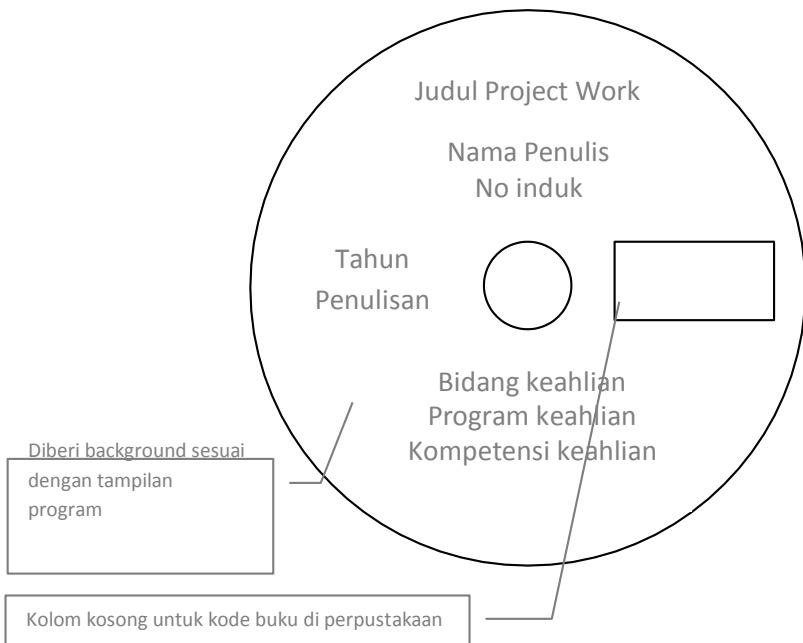 Judul Project Work
Nama Penulis
No induk
Tahun
Penulisan
Bidang keahlian
Program keahlian
Kompetensi keahlian
Diberi background sesuai
dengan tampilan
program
Kolom kosong untuk kode buku di perpustakaan